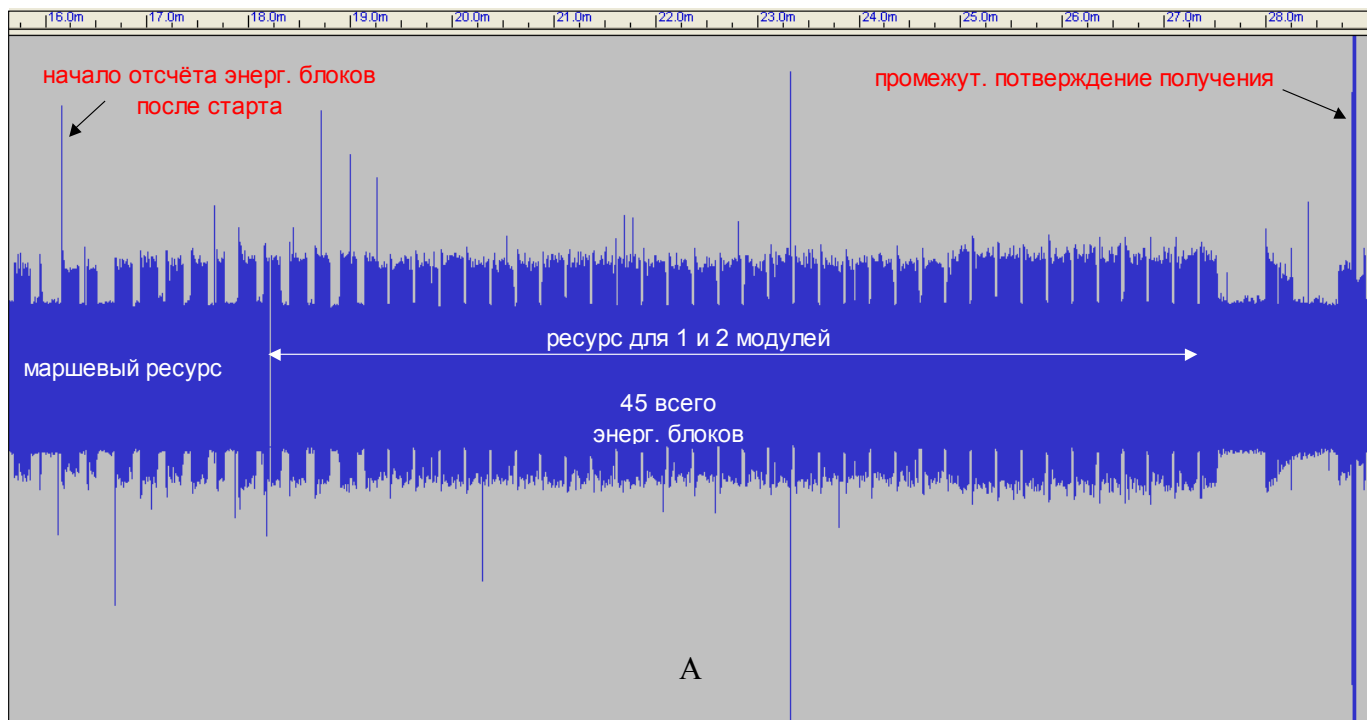 16.0m 17.0m 18.0m 19.0m 20.0m 21.0m 22.0m 23.0m 24.0m 25.0m 26.0m 27.0m 28.0m
начало отсчёта энерг. блоков
после старта
промежут. потверждение получения
ресурс для 1 и 2 модулей
маршевый ресурс
45 всего
энерг. блоков
А